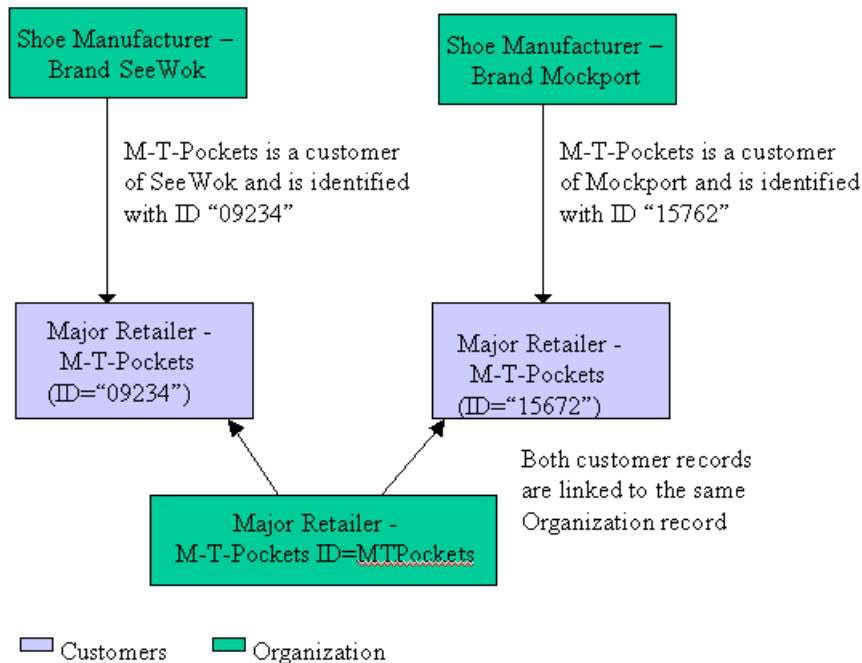 Shoe Manufacturer –
Brand SeeWok
Shoe Manufacturer –
Brand Mockport
M-T-Pockets is a customer
of SeeWok and is identified
with ID “09234”
M-T-Pockets is a customer
of Mockport and is identified
with ID “15762”
Major Retailer -
M-T-Pockets
(ID=“09234”)
Major Retailer -
M-T-Pockets
(ID=“15672”)
Both customer records
are linked to the same
Organization record
Major Retailer -
M-T-Pockets ID=MTPockets
Customers
Organization